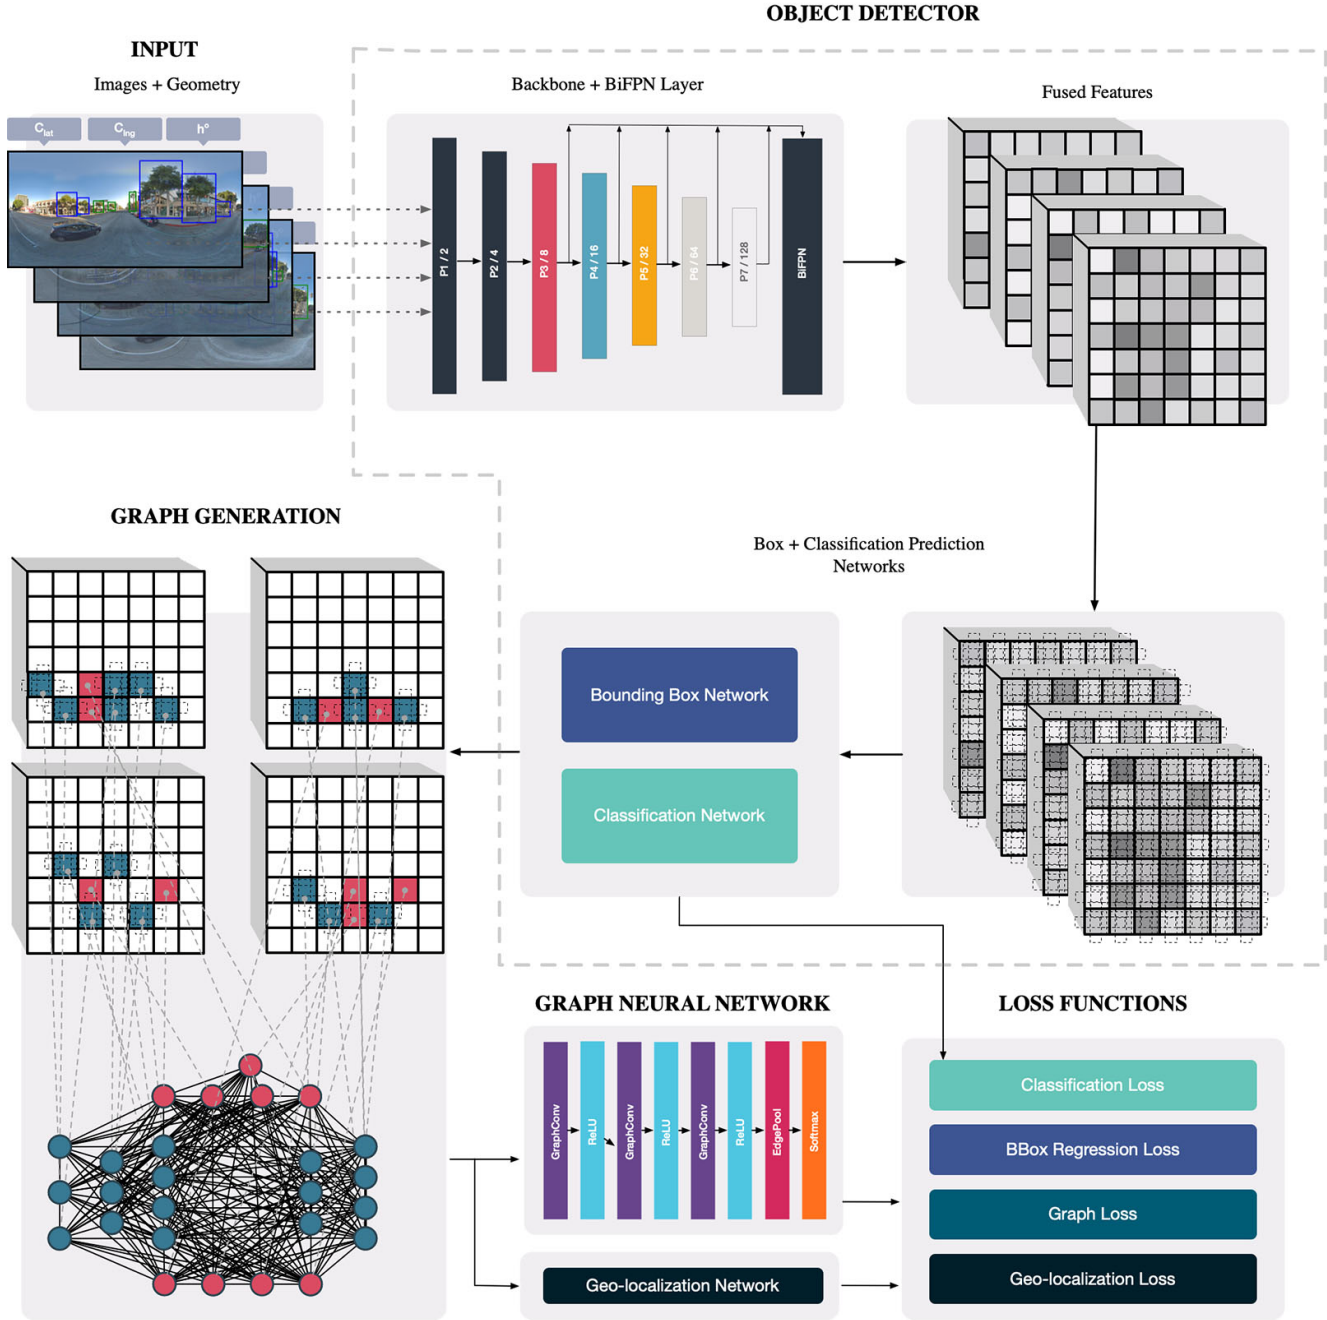 OBJECT DETECTOR
INPUT
Images + Geometry
Backbone + BiFPN Layer
Fused Features
C_lat
C_lng
h°
P1 / 2
P2 / 4
P3 / 8
P4 / 16
P5 / 32
P6 / 64
P7 / 128
BiFPN
GRAPH GENERATION
Box + Classification Prediction
Networks
Bounding Box Network
Classification Network
GRAPH NEURAL NETWORK
LOSS FUNCTIONS
GraphConv
ReLU
GraphConv
ReLU
GraphConv
ReLU
EdgePool
Softmax
Classification Loss
BBox Regression Loss
Graph Loss
Geo-localization Network
Geo-localization Loss